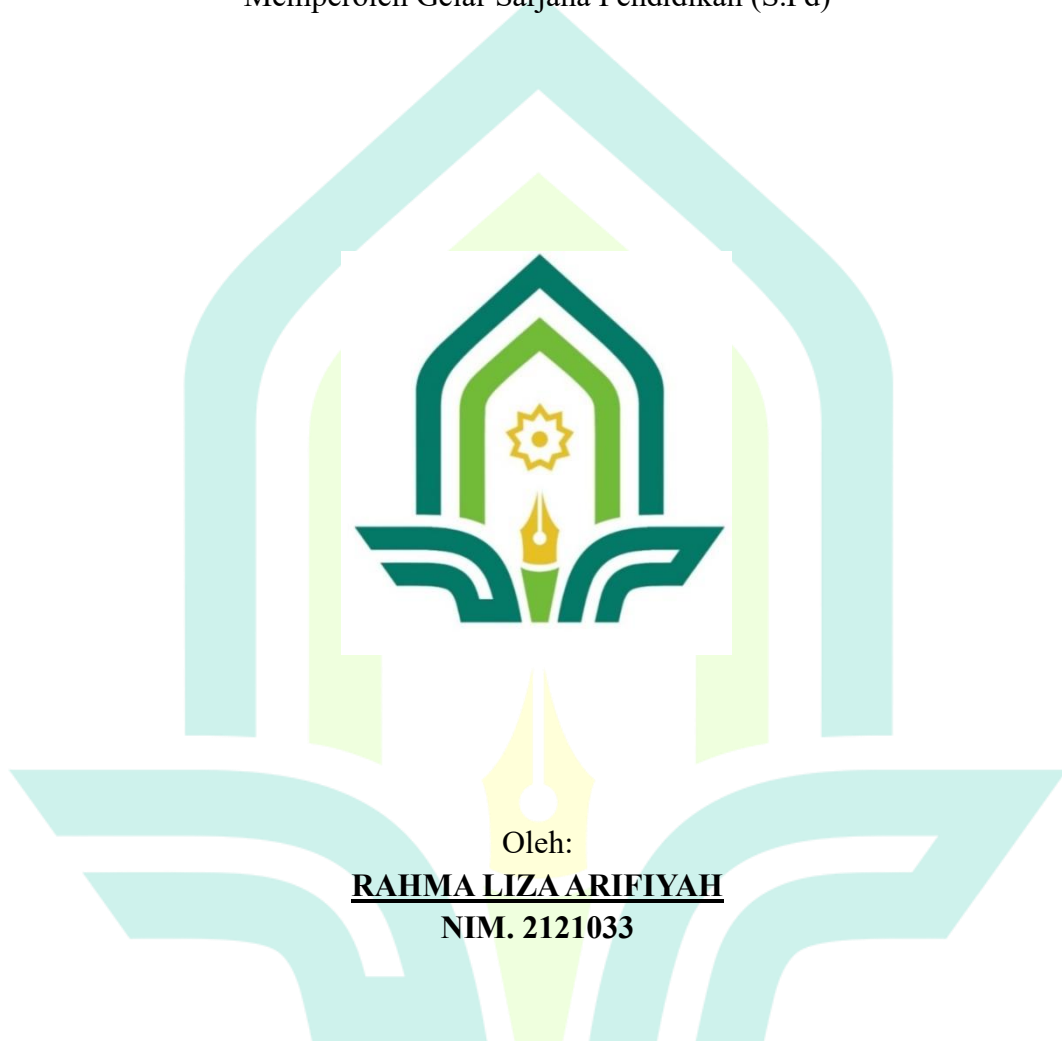 Memperoleh Gelar Sarjana Pendidikan (S.Pd)
Oleh:
RAHMA LIZA ARIFIYAH
NIM. 2121033